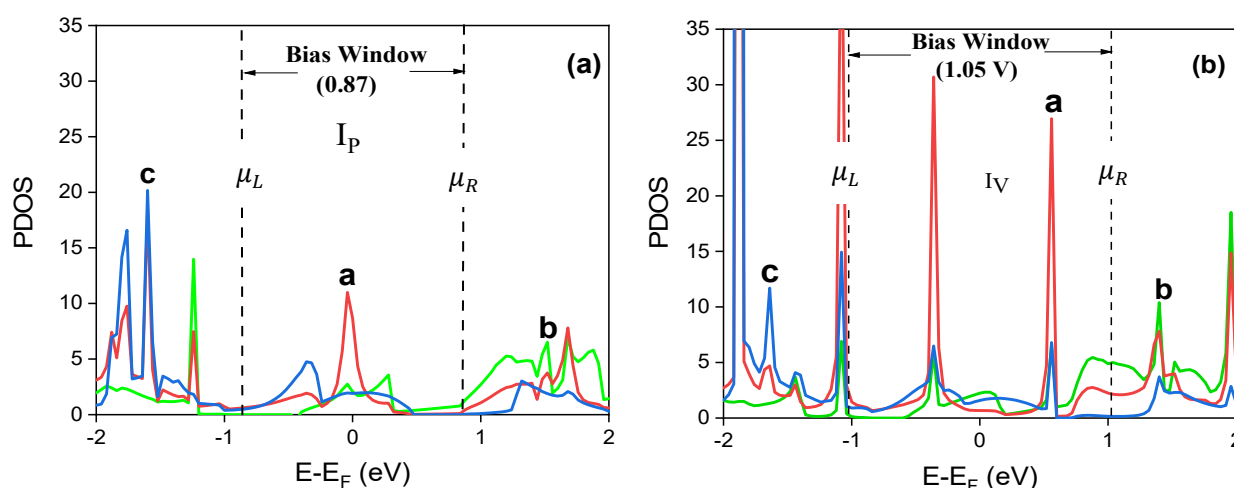 35
30
25
20
15
10
5
0
PDOS
Bias Window
(0.87)
(a)
I_P
c
μ_L
μ_R
a
b
-2
-1
0
1
2
E-E_F (eV)
35
30
25
20
15
10
5
0
PDOS
Bias Window
(1.05 V)
(b)
a
μ_L
I_V
μ_R
c
b
-2
-1
0
1
2
E-E_F (eV)